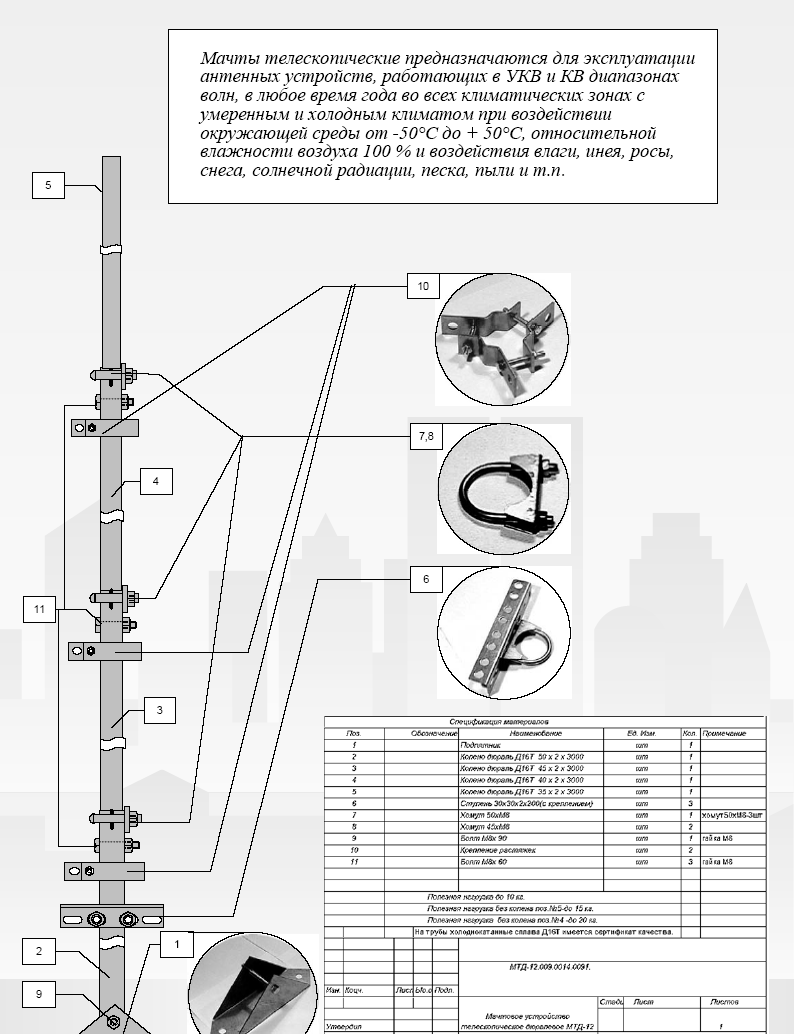 Мачты телескопические предназначаются для эксплуатации
антенных устройств, работающих в УКВ и КВ диапазонах
волн, в любое время года во всех климатических зонах с
умеренным и холодным климатом при воздействии
окружающей среды от -50°С до + 50°С, относительной
влажности воздуха 100 % и воздействия влаги, инея, росы,
снега, солнечной радиации, песка, пыли и т.п.
5
10
7,8
4
6
11
3
2
1
9
Спецификация материалов
Поз. Обозначение Наименование Ед. Изм. Кол. Примечание
1 Подпятник шт 1
2 Колено дюраль Д16Т 50 х 2 х 3000 шт 1
3 Колено дюраль Д16Т 45 х 2 х 3000 шт 1
4 Колено дюраль Д16Т 40 х 2 х 3000 шт 1
5 Колено дюраль Д16Т 35 х 2 х 3000 шт 1
6 Ступень 30х30х2х200(с креплением) шт 3
7 Хомут 50хМ8 шт 1 хомут50хМ8-3шт
8 Хомут 45хМ8 шт 2
9 Болт М8х 90 шт 1 гайка М8
10 Крепление растяжек шт 2
11 Болт М8х 60 шт 3 гайка М8
Полезная нагрузка до 10 кг.
Полезная нагрузка без колена поз.№5-до 15 кг.
Полезная нагрузка без колена поз.№4 -до 20 кг.
На трубы холоднокатанные сплава Д16Т имеется сертификат качества.
МТД-12.009.0014.0091.
Изм. Коцч. Лист №о.о Подп.
Стади Лист Листов
Мачтовое устройство
Утвердил телескопическое дюралевое МТД-12 1